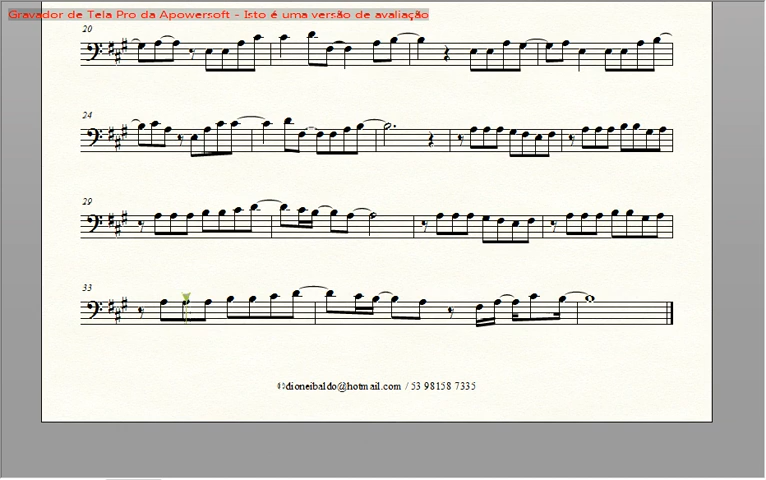 Gravador de Tela Pro da Apowersoft - Isto é uma versão de avaliação
20
24
29
33
©dioneibaldo@hotmail.com / 53 98158 7335